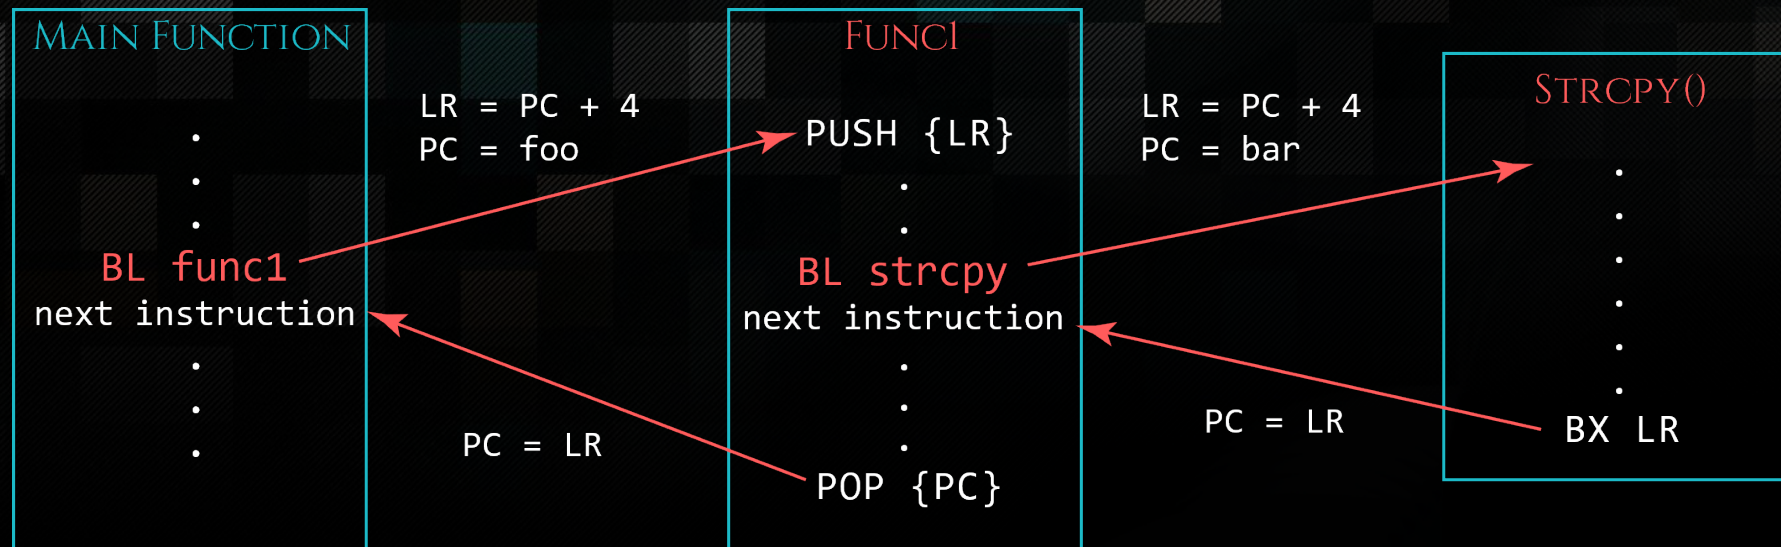 MAIN FUNCTION
BL func1
next instruction
LR = PC + 4
PC = foo
PC = LR
FUNC1
PUSH {LR}
BL strcpy
next instruction
POP {PC}
LR = PC + 4
PC = bar
PC = LR
STRCPY()
BX LR